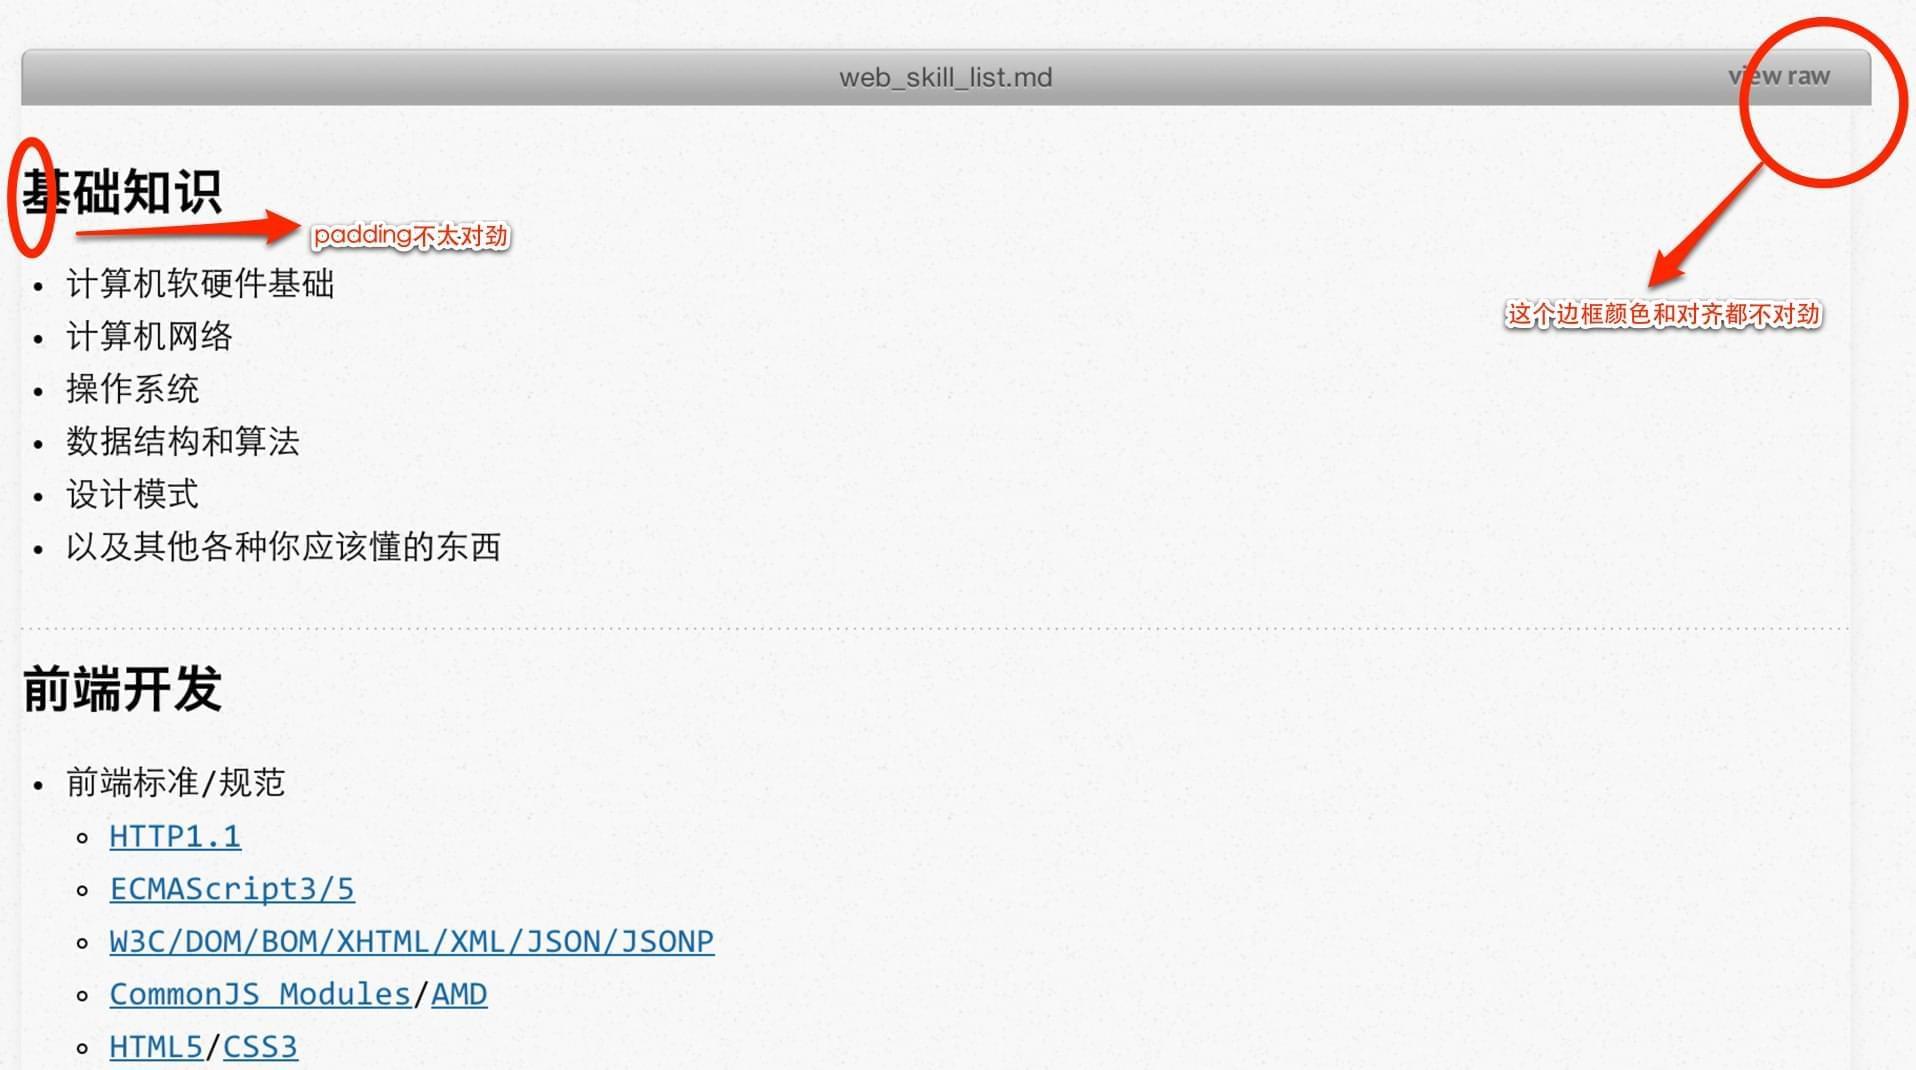 web_skill_list.md
view raw
基础知识
padding不太对劲
计算机软硬件基础
这个边框颜色和对齐都不对劲
计算机网络
操作系统
数据结构和算法
设计模式
以及其他各种你应该懂的东西
前端开发
前端标准/规范
HTTP1.1
ECMAScript3/5
W3C/DOM/BOM/XHTML/XML/JSON/JSONP
CommonJS Modules/AMD
HTML5/CSS3